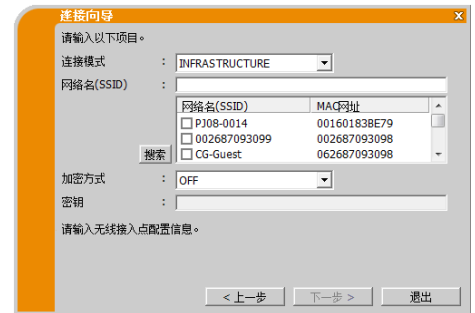 连接向导
请输入以下项目。
连接模式 : INFRASTRUCTURE
网络名(SSID) :
网络名(SSID) MAC网址
PJ08-0014 00160183BE79
002687093099 002687093098
CG-Guest 062687093098
搜索
加密方式 : OFF
密钥 :
请输入无线接入点配置信息。
< 上一步 下一步 > 退出